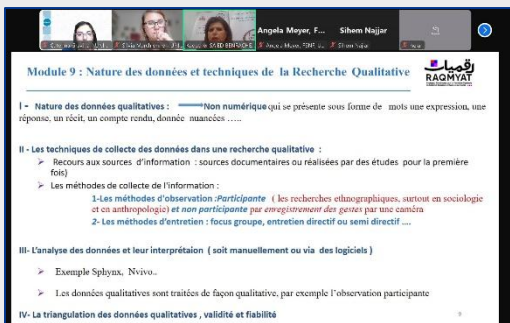 Angela Meyer, F... Sihem Najjar
Module 9 : Nature des données et techniques de la Recherche Qualitative
رقميات
RAQMYAT
I - Nature des données qualitatives : Non numérique qui se présente sous forme de mots une expression, une
réponse, un récit, un compte rendu, donnée nuancées .....
II - Les techniques de collecte des données dans une recherche qualitative :
➢ Recours aux sources d'information : sources documentaires ou réalisées par des études pour la première
fois)
➢ Les méthodes de collecte de l'information :
1-Les méthodes d'observation :Participante ( les recherches ethnographiques, surtout en sociologie
et en anthropologie) et non participante par enregistrement des gestes par une caméra
2- Les méthodes d'entretien : focus groupe, entretien directif ou semi directif ....
III- L'analyse des données et leur interprétaion ( soit manuellement ou via des logiciels )
➢ Exemple Sphynx, Nvivo..
➢ Les données qualitatives sont traitées de façon qualitative, par exemple l'observation participante
IV- La triangulation des données qualitatives , validité et fiabilité